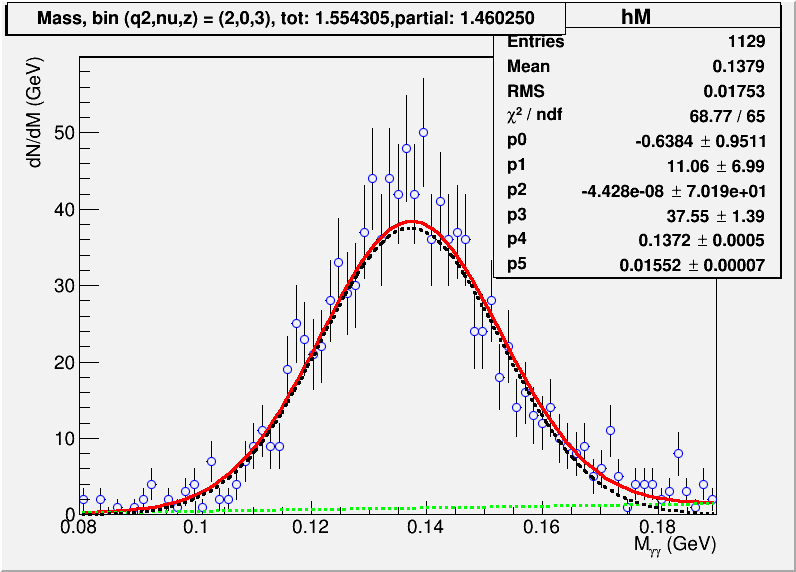 Mass, bin (q2,nu,z) = (2,0,3), tot: 1.554305,partial: 1.460250
hM
Entries 1129
Mean 0.1379
RMS 0.01753
χ² / ndf 68.77 / 65
p0 -0.6384 ± 0.9511
p1 11.06 ± 6.99
p2 -4.428e-08 ± 7.019e+01
p3 37.55 ± 1.39
p4 0.1372 ± 0.0005
p5 0.01552 ± 0.00007
dN/dM (GeV)
50
40
30
20
10
0
0.08 0.1 0.12 0.14 0.16 0.18
Mγγ (GeV)